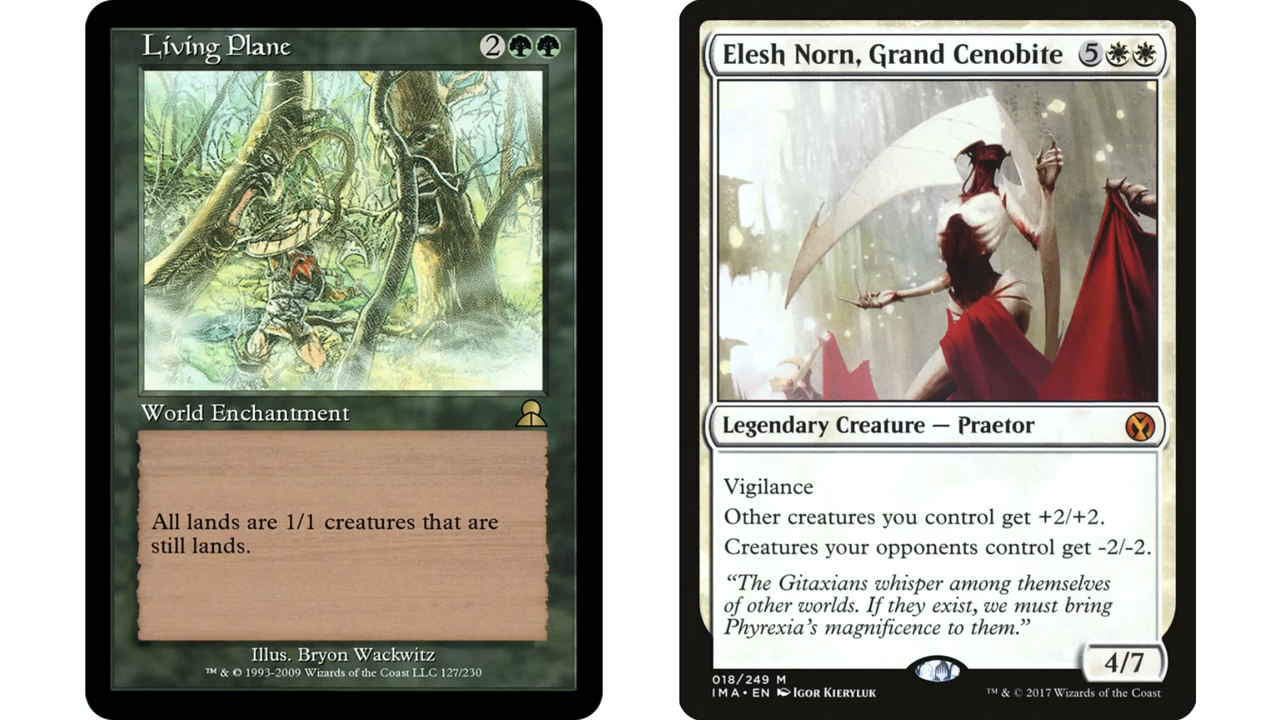 Living Plane 2
World Enchantment
All lands are 1/1 creatures that are
still lands.
Illus. Bryon Wackwitz
™ & © 1993-2009 Wizards of the Coast LLC 127/230
Elesh Norn, Grand Cenobite 5
Legendary Creature — Praetor
Vigilance
Other creatures you control get +2/+2.
Creatures your opponents control get -2/-2.
“The Gitaxians whisper among themselves
of other worlds. If they exist, we must bring
Phyrexia’s magnificence to them.”
4/7
018/249 M
IMA • EN Igor Kieryluk ™ & © 2017 Wizards of the Coast